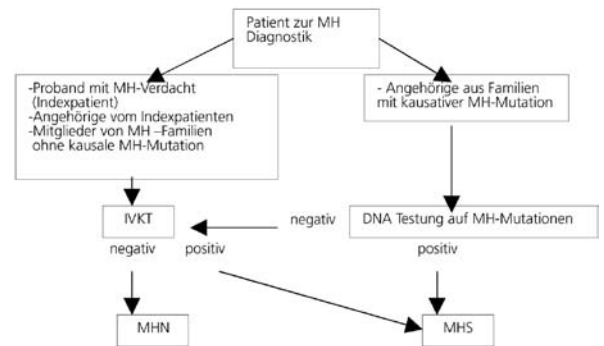 Patient zur MH
Diagnostik
-Proband mit MH-Verdacht
(Indexpatient)
-Angehörige vom Indexpatienten
-Mitglieder von MH –Familien
ohne kausale MH-Mutation
- Angehörige aus Familien
mit kausativer MH-Mutation
IVKT
negativ
DNA Testung auf MH-Mutationen
negativ
positiv
positiv
MHN
MHS